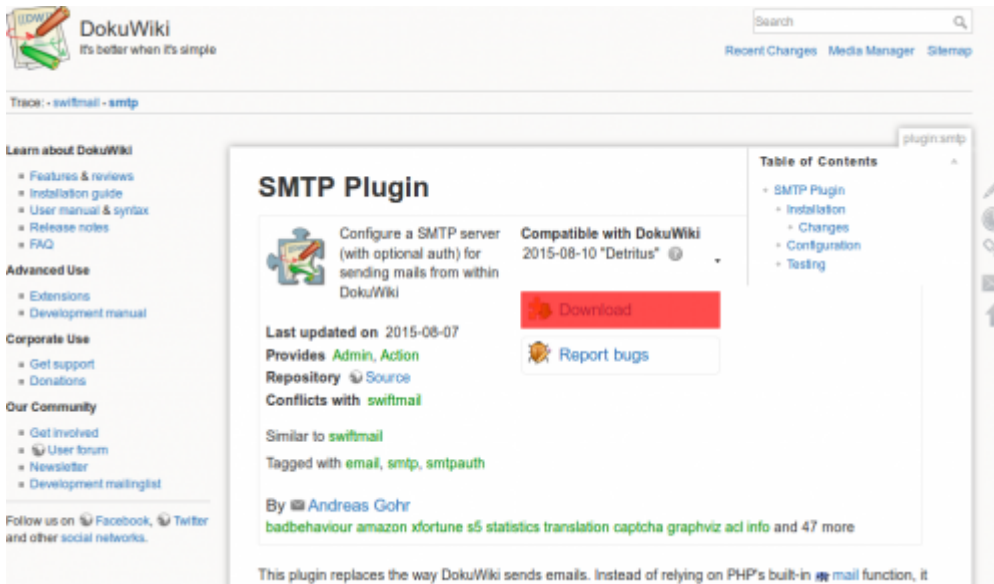 DokuWiki
It's better when it's simple
Search
Recent Changes Media Manager Sitemap
Trace: • swiftmail • smtp
plugin:smtp
Learn about DokuWiki
Features & reviews
Installation guide
User manual & syntax
Release notes
FAQ
Advanced Use
Extensions
Development manual
Corporate Use
Get support
Donations
Our Community
Get involved
User forum
Newsletter
Development mailinglist
Follow us on Facebook, Twitter
and other social networks.
Table of Contents
SMTP Plugin
Installation
Changes
Configuration
Testing
SMTP Plugin
Configure a SMTP server
(with optional auth) for
sending mails from within
DokuWiki
Compatible with DokuWiki
2015-08-10 "Detritus"
Download
Report bugs
Last updated on 2015-08-07
Provides Admin, Action
Repository Source
Conflicts with swiftmail
Similar to swiftmail
Tagged with email, smtp, smtpauth
By Andreas Gohr
badbehaviour amazon xfortune s5 statistics translation captcha graphviz acl info and 47 more
This plugin replaces the way DokuWiki sends emails. Instead of relying on PHP's built-in mail function, it